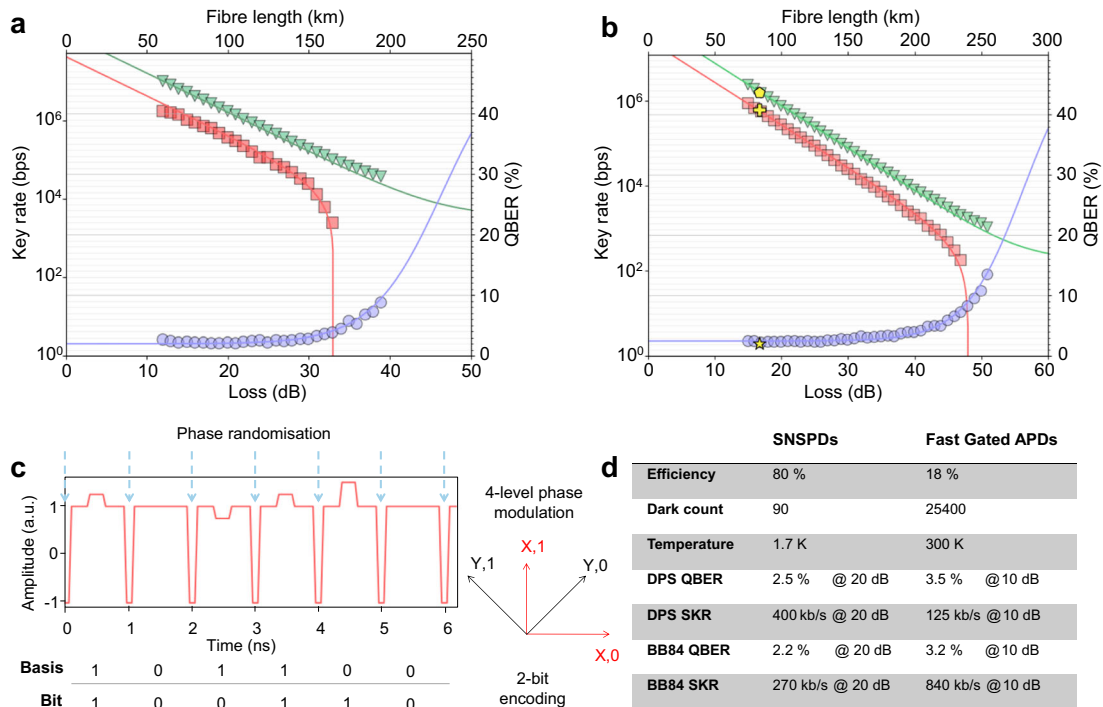 a
Fibre length (km)
0 50 100 150 200 250
Key rate (bps)
10^6
10^4
10^2
10^0
QBER (%)
40
30
20
10
0
0 10 20 30 40 50
Loss (dB)
b
Fibre length (km)
0 50 100 150 200 250 300
Key rate (bps)
10^6
10^4
10^2
10^0
QBER (%)
40
30
20
10
0
0 10 20 30 40 50 60
Loss (dB)
c
Phase randomisation
Amplitude (a.u.)
1
0
-1
0 1 2 3 4 5 6
Time (ns)
Basis 1 0 1 1 0 0
Bit 1 0 0 1 1 0
4-level phase
modulation
X,1
Y,1
Y,0
X,0
2-bit
encoding
d
SNSPDs Fast Gated APDs
Efficiency 80 % 18 %
Dark count 90 25400
Temperature 1.7 K 300 K
DPS QBER 2.5 % @ 20 dB 3.5 % @10 dB
DPS SKR 400 kb/s @ 20 dB 125 kb/s @10 dB
BB84 QBER 2.2 % @ 20 dB 3.2 % @10 dB
BB84 SKR 270 kb/s @ 20 dB 840 kb/s @10 dB